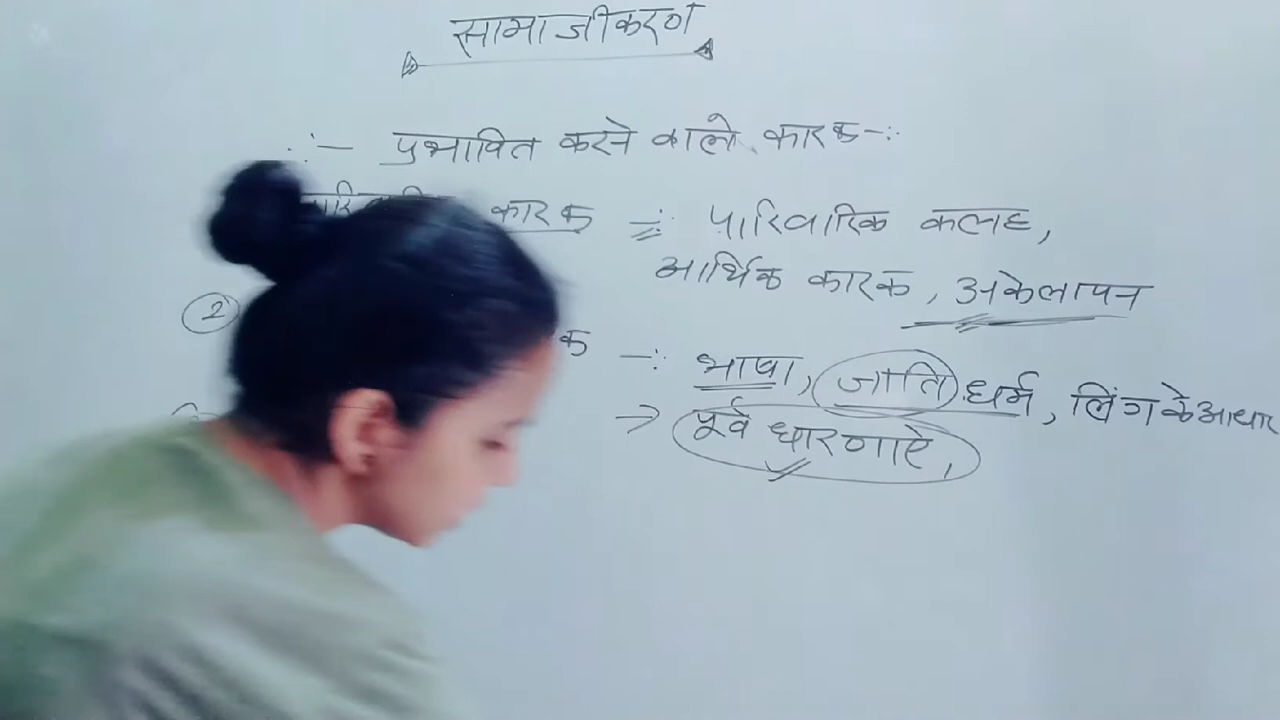 सामाजीकरण
:- प्रभावित करने वाले कारक -:
कारक -: पारिवारिक कलह,
आर्थिक कारक, अकेलापन
2 क -: भाषा, जाति, धर्म, लिंग के आधार
→ पूर्व धारणाऐ,